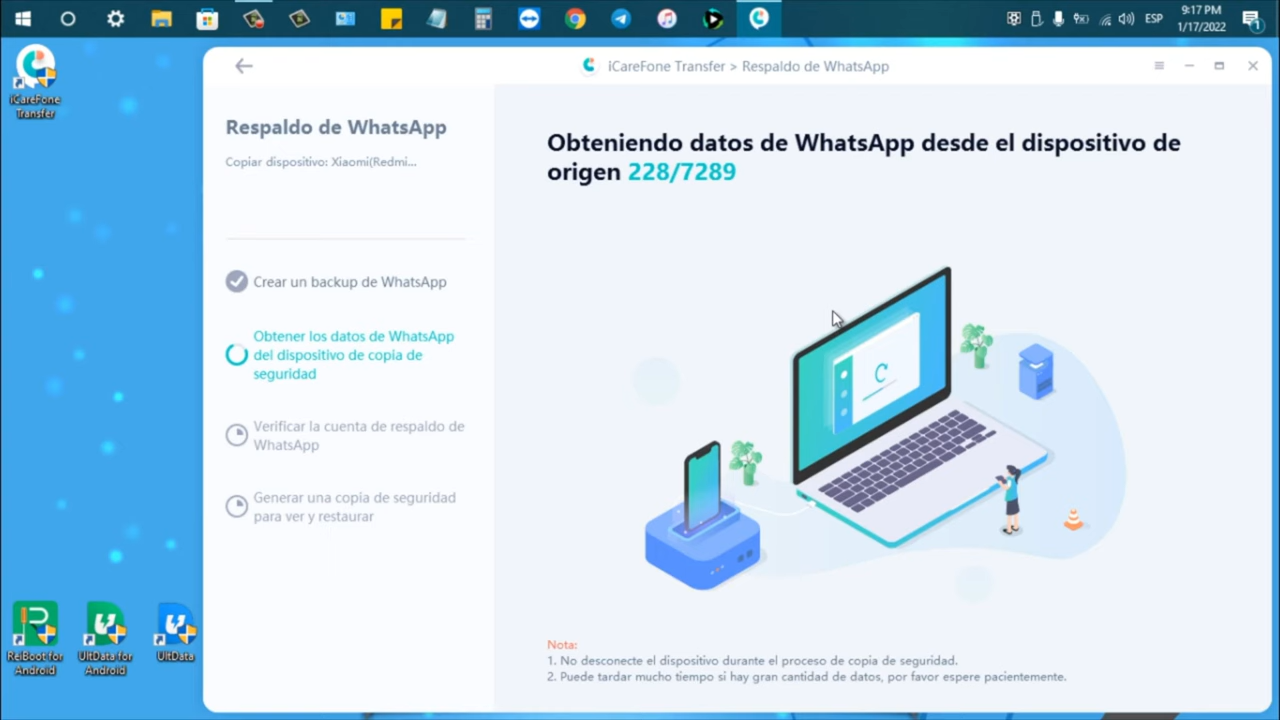 ESP
9:17 PM
1/17/2022
1
iCareFone
Transfer
iCareFone Transfer > Respaldo de WhatsApp
Respaldo de WhatsApp
Copiar dispositivo: Xiaomi(Redmi...
Crear un backup de WhatsApp
Obtener los datos de WhatsApp
del dispositivo de copia de
seguridad
Verificar la cuenta de respaldo de
WhatsApp
Generar una copia de seguridad
para ver y restaurar
Obteniendo datos de WhatsApp desde el dispositivo de
origen 228/7289
Nota:
1. No desconecte el dispositivo durante el proceso de copia de seguridad.
2. Puede tardar mucho tiempo si hay gran cantidad de datos, por favor espere pacientemente.
ReiBoot for
Android
UltData for
Android
UltData